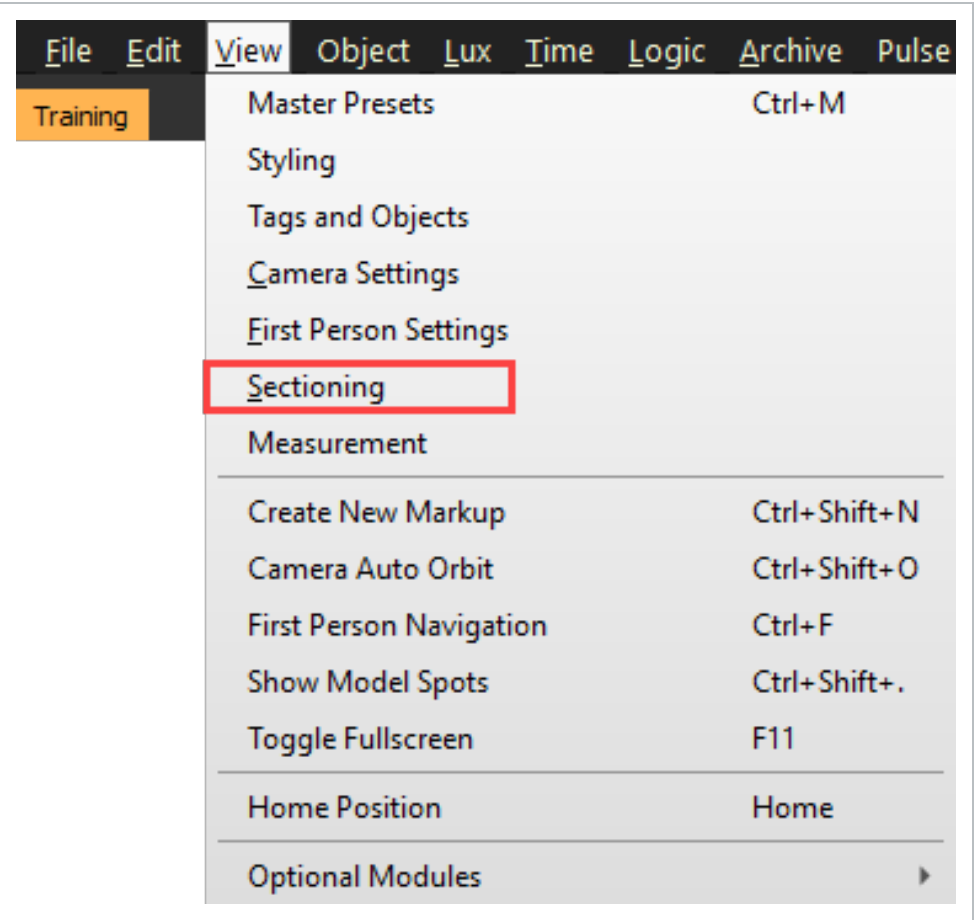 File Edit View Object Lux Time Logic Archive Pulse
Training
Master Presets Ctrl+M
Styling
Tags and Objects
Camera Settings
First Person Settings
Sectioning
Measurement
Create New Markup Ctrl+Shift+N
Camera Auto Orbit Ctrl+Shift+O
First Person Navigation Ctrl+F
Show Model Spots Ctrl+Shift+.
Toggle Fullscreen F11
Home Position Home
Optional Modules